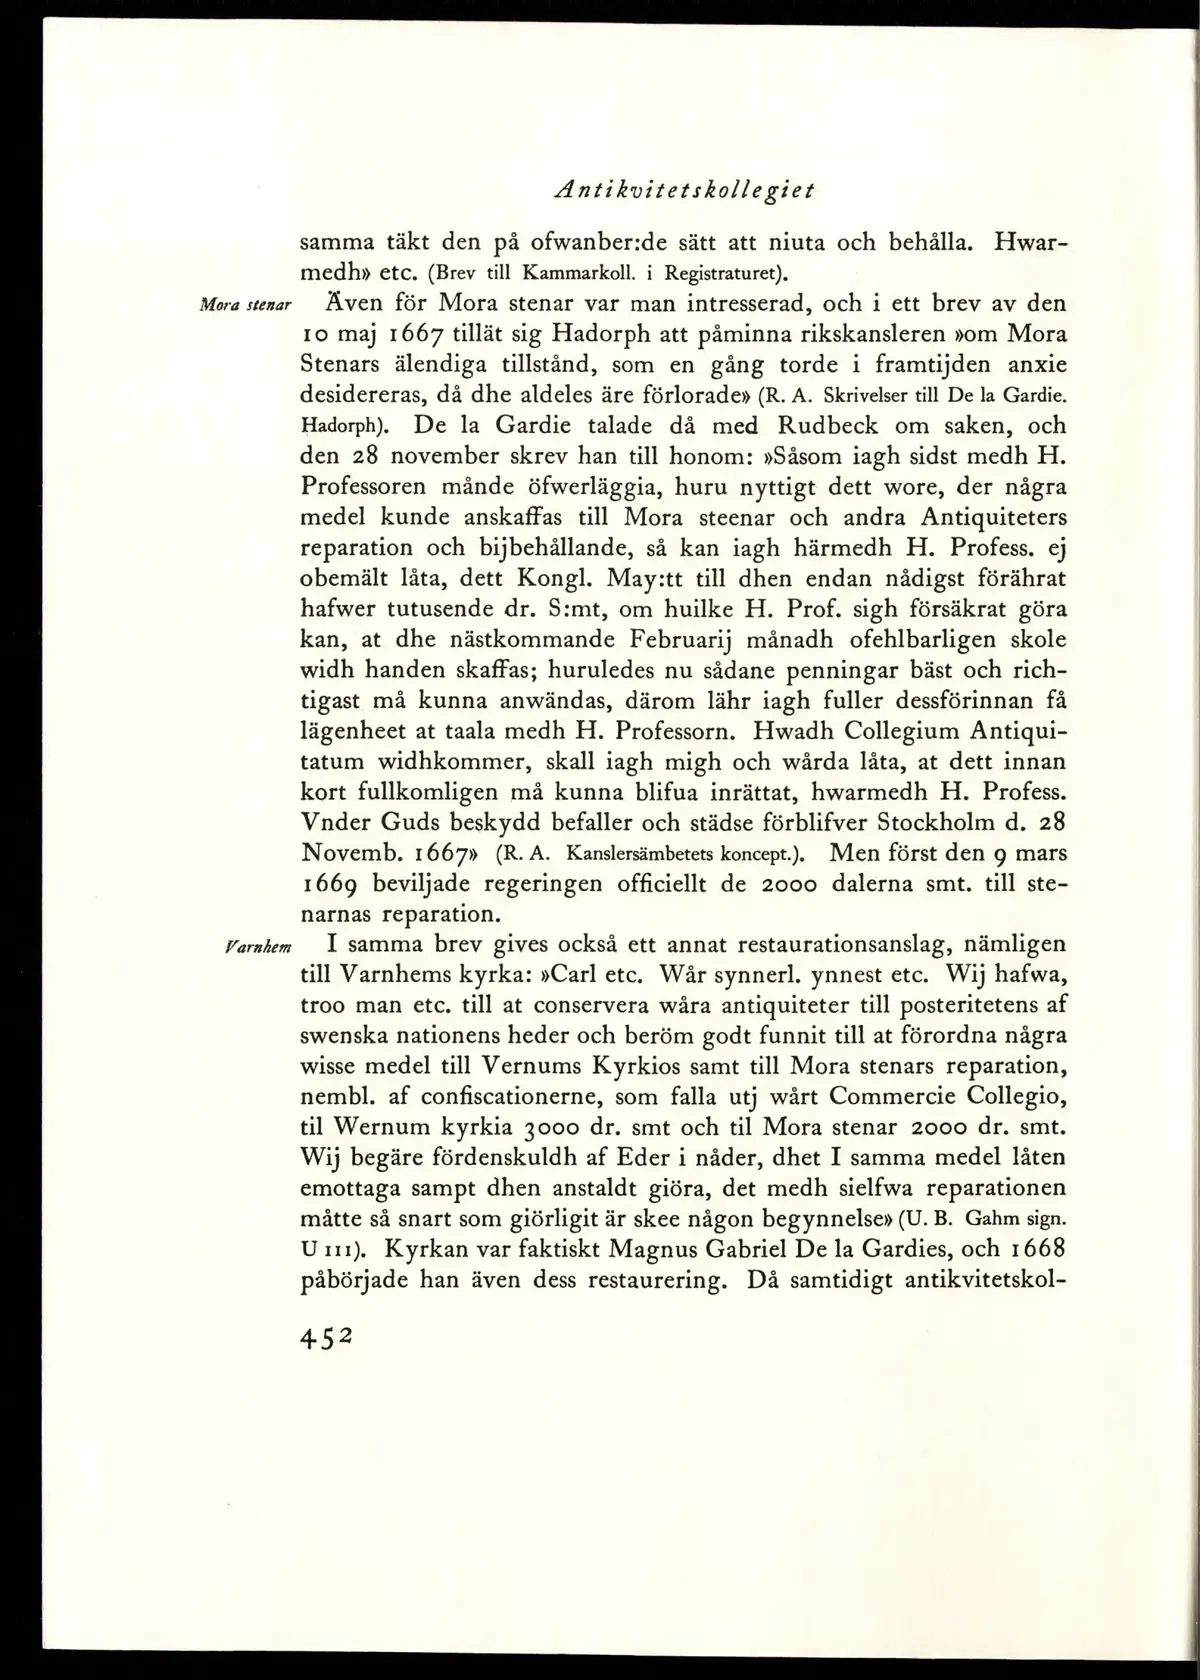 Antikvitetskollegiet
samma täkt den på ofwanber:de sätt att niuta och behålla. Hwar-
medh» etc. (Brev till Kammarkoll. i Registraturet).
Mora stenar Även för Mora stenar var man intresserad, och i ett brev av den
10 maj 1667 tillät sig Hadorph att påminna rikskansleren »om Mora
Stenars älendiga tillstånd, som en gång torde i framtijden anxie
desidereras, då dhe aldeles äre förlorade» (R. A. Skrivelser till De la Gardie.
Hadorph). De la Gardie talade då med Rudbeck om saken, och
den 28 november skrev han till honom: »Såsom iagh sidst medh H.
Professoren månde öfwerläggia, huru nyttigt dett wore, der några
medel kunde anskaffas till Mora steenar och andra Antiquiteters
reparation och bijbehållande, så kan iagh härmedh H. Profess. ej
obemält låta, dett Kongl. May:tt till dhen endan nådigst förährat
hafwer tutusende dr. S:mt, om huilke H. Prof. sigh försäkrat göra
kan, at dhe nästkommande Februarij månadh ofehlbarligen skole
widh handen skaffas; huruledes nu sådane penningar bäst och rich-
tigast må kunna anwändas, därom lähr iagh fuller dessförinnan få
lägenheet at taala medh H. Professorn. Hwadh Collegium Antiqui-
tatum widhkommer, skall iagh migh och wårda låta, at dett innan
kort fullkomligen må kunna blifua inrättat, hwarmedh H. Profess.
Vnder Guds beskydd befaller och städse förblifver Stockholm d. 28
Novemb. 1667» (R. A. Kanslersämbetets koncept.). Men först den 9 mars
1669 beviljade regeringen officiellt de 2000 dalerna smt. till ste-
narnas reparation.
Varnhem I samma brev gives också ett annat restaurationsanslag, nämligen
till Varnhems kyrka: »Carl etc. Wår synnerl. ynnest etc. Wij hafwa,
troo man etc. till at conservera wåra antiquiteter till posteritetens af
swenska nationens heder och beröm godt funnit till at förordna några
wisse medel till Vernums Kyrkios samt till Mora stenars reparation,
nembl. af confiscationerne, som falla utj wårt Commercie Collegio,
til Wernum kyrkia 3000 dr. smt och til Mora stenar 2000 dr. smt.
Wij begäre fördenskuldh af Eder i nåder, dhet I samma medel låten
emottaga sampt dhen anstaldt giöra, det medh sielfwa reparationen
måtte så snart som giörligit är skee någon begynnelse» (U. B. Gahm sign.
U 111). Kyrkan var faktiskt Magnus Gabriel De la Gardies, och 1668
påbörjade han även dess restaurering. Då samtidigt antikvitetskol-
452